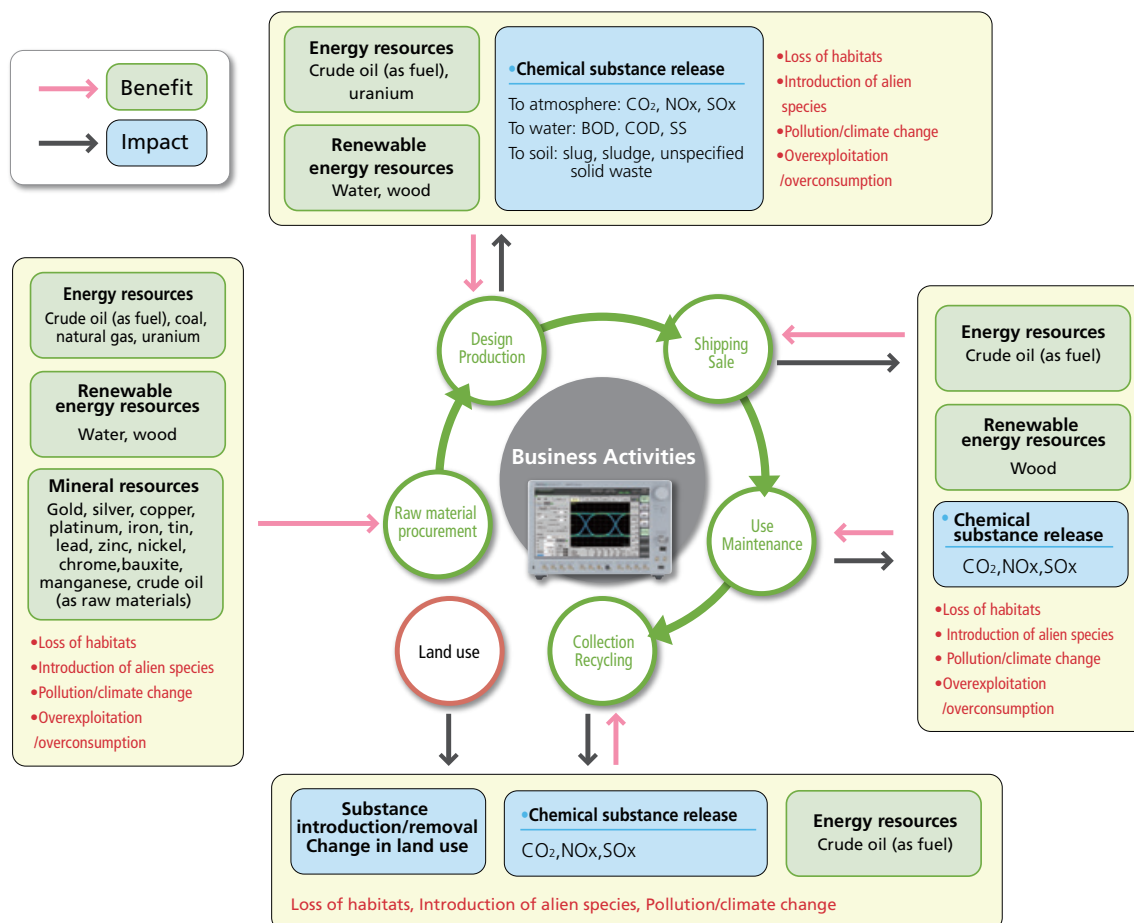 Benefit
Impact
Energy resources
Crude oil (as fuel),
uranium
Renewable
energy resources
Water, wood
•Chemical substance release
To atmosphere: CO₂, NOx, SOx
To water: BOD, COD, SS
To soil: slug, sludge, unspecified
solid waste
•Loss of habitats
•Introduction of alien
species
•Pollution/climate change
•Overexploitation
/overconsumption
Energy resources
Crude oil (as fuel), coal,
natural gas, uranium
Renewable
energy resources
Water, wood
Mineral resources
Gold, silver, copper,
platinum, iron, tin,
lead, zinc, nickel,
chrome,bauxite,
manganese, crude oil
(as raw materials)
•Loss of habitats
•Introduction of alien species
•Pollution/climate change
•Overexploitation
/overconsumption
Design
Production
Shipping
Sale
Business Activities
Raw material
procurement
Use
Maintenance
Land use
Collection
Recycling
Energy resources
Crude oil (as fuel)
Renewable
energy resources
Wood
• Chemical
substance release
CO₂,NOx,SOx
•Loss of habitats
• Introduction of alien species
• Pollution/climate change
•Overexploitation
/overconsumption
Substance
introduction/removal
Change in land use
•Chemical substance release
CO₂,NOx,SOx
Energy resources
Crude oil (as fuel)
Loss of habitats, Introduction of alien species, Pollution/climate change